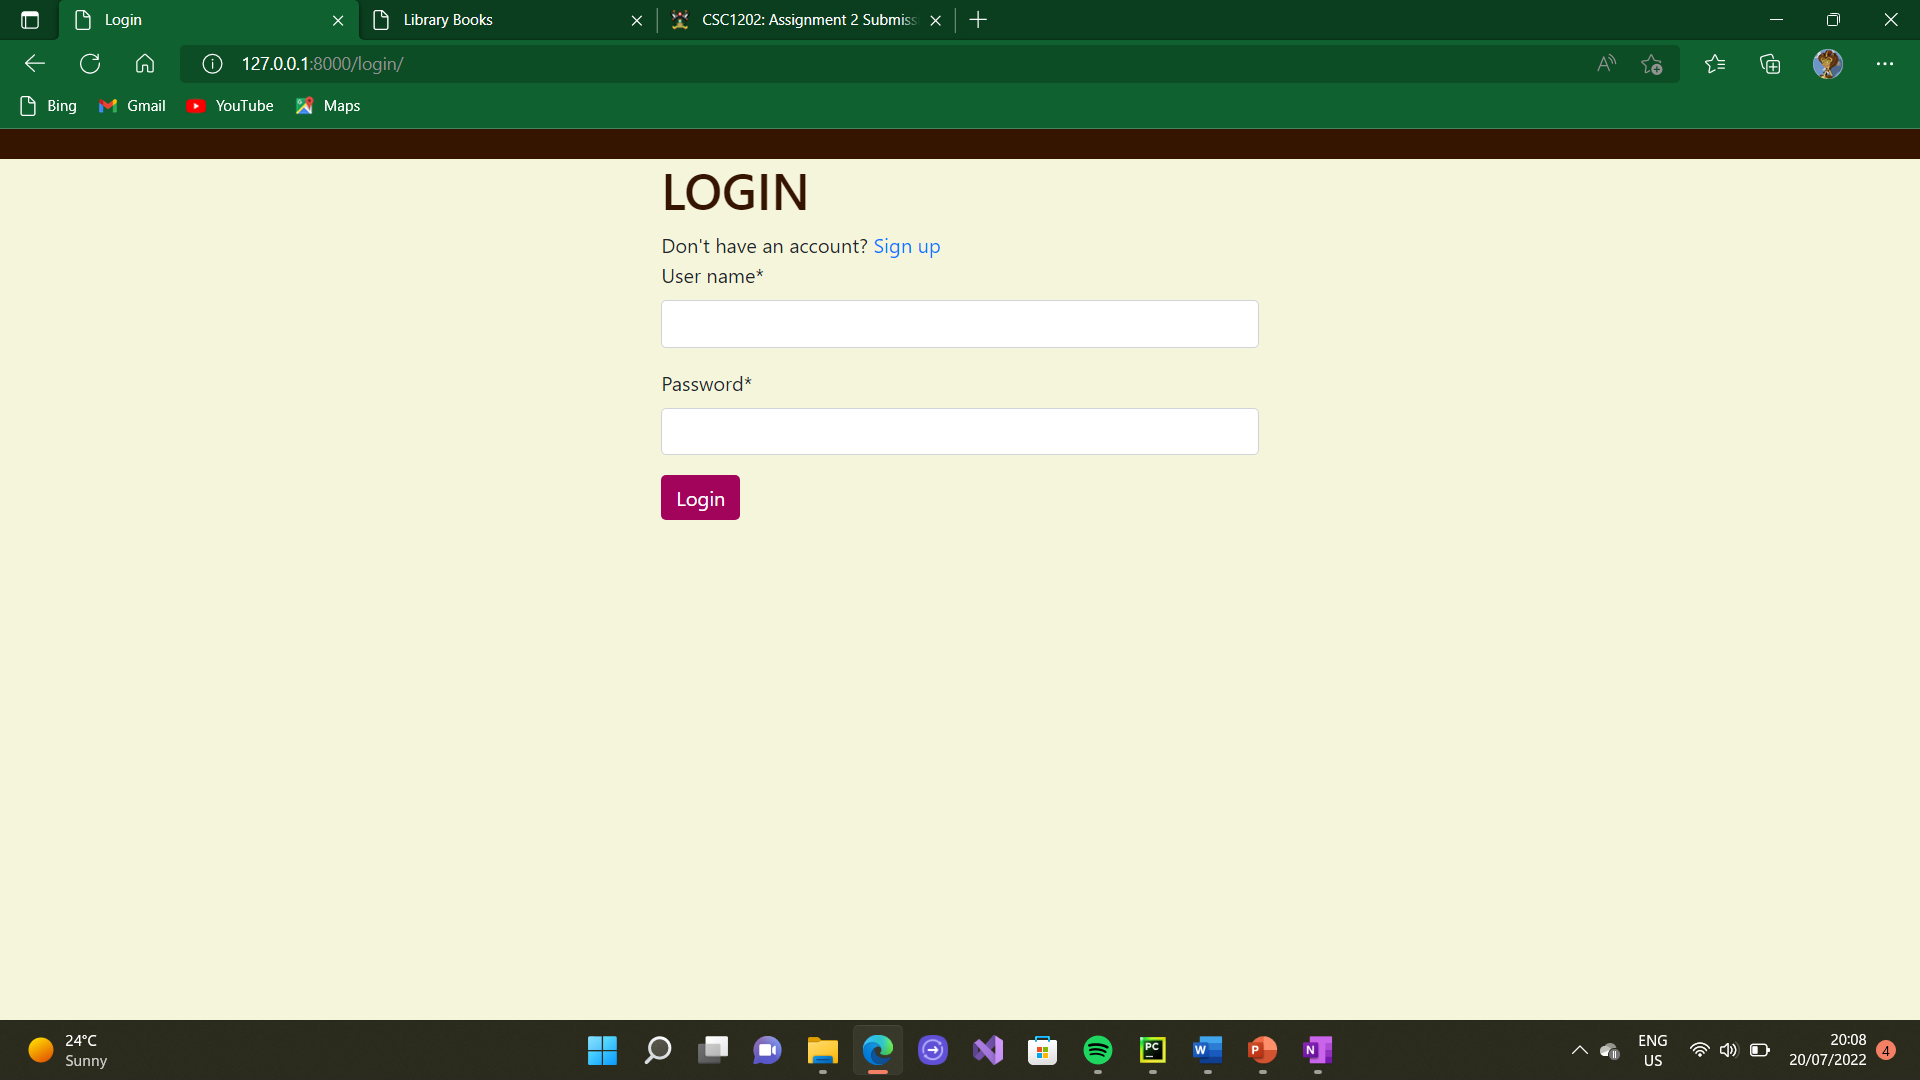 Login
Library Books
CSC1202: Assignment 2 Submiss
127.0.0.1:8000/login/
Bing
Gmail
YouTube
Maps
LOGIN
Don't have an account? Sign up
User name*
Password*
Login
24°C
Sunny
ENG
US
20:08
20/07/2022
4